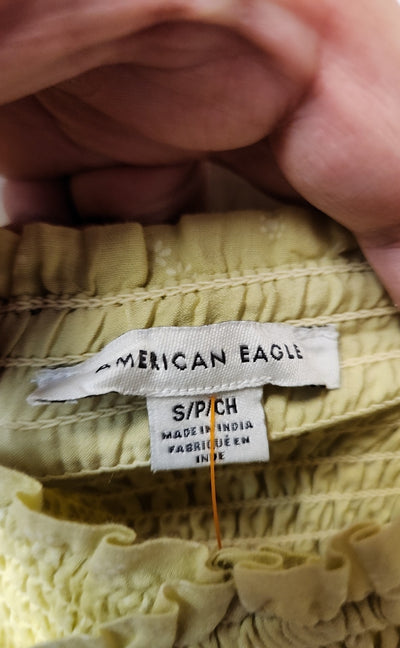 AMERICAN EAGLE
S/P/CH
MADE IN INDIA
FABRIQUÉ EN
INDE